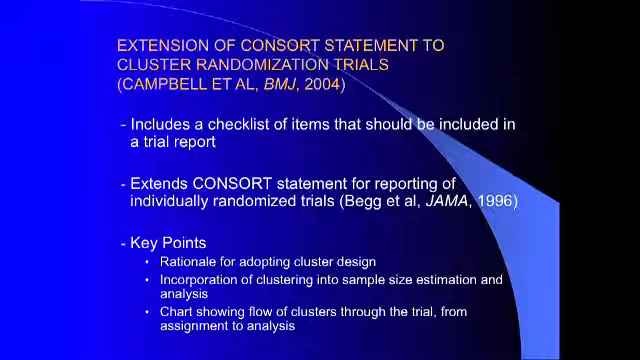 EXTENSION OF CONSORT STATEMENT TO
CLUSTER RANDOMIZATION TRIALS
(CAMPBELL ET AL, BMJ, 2004)
- Includes a checklist of items that should be included in
a trial report
- Extends CONSORT statement for reporting of
individually randomized trials (Begg et al, JAMA, 1996)
- Key Points
• Rationale for adopting cluster design
• Incorporation of clustering into sample size estimation and
analysis
• Chart showing flow of clusters through the trial, from
assignment to analysis